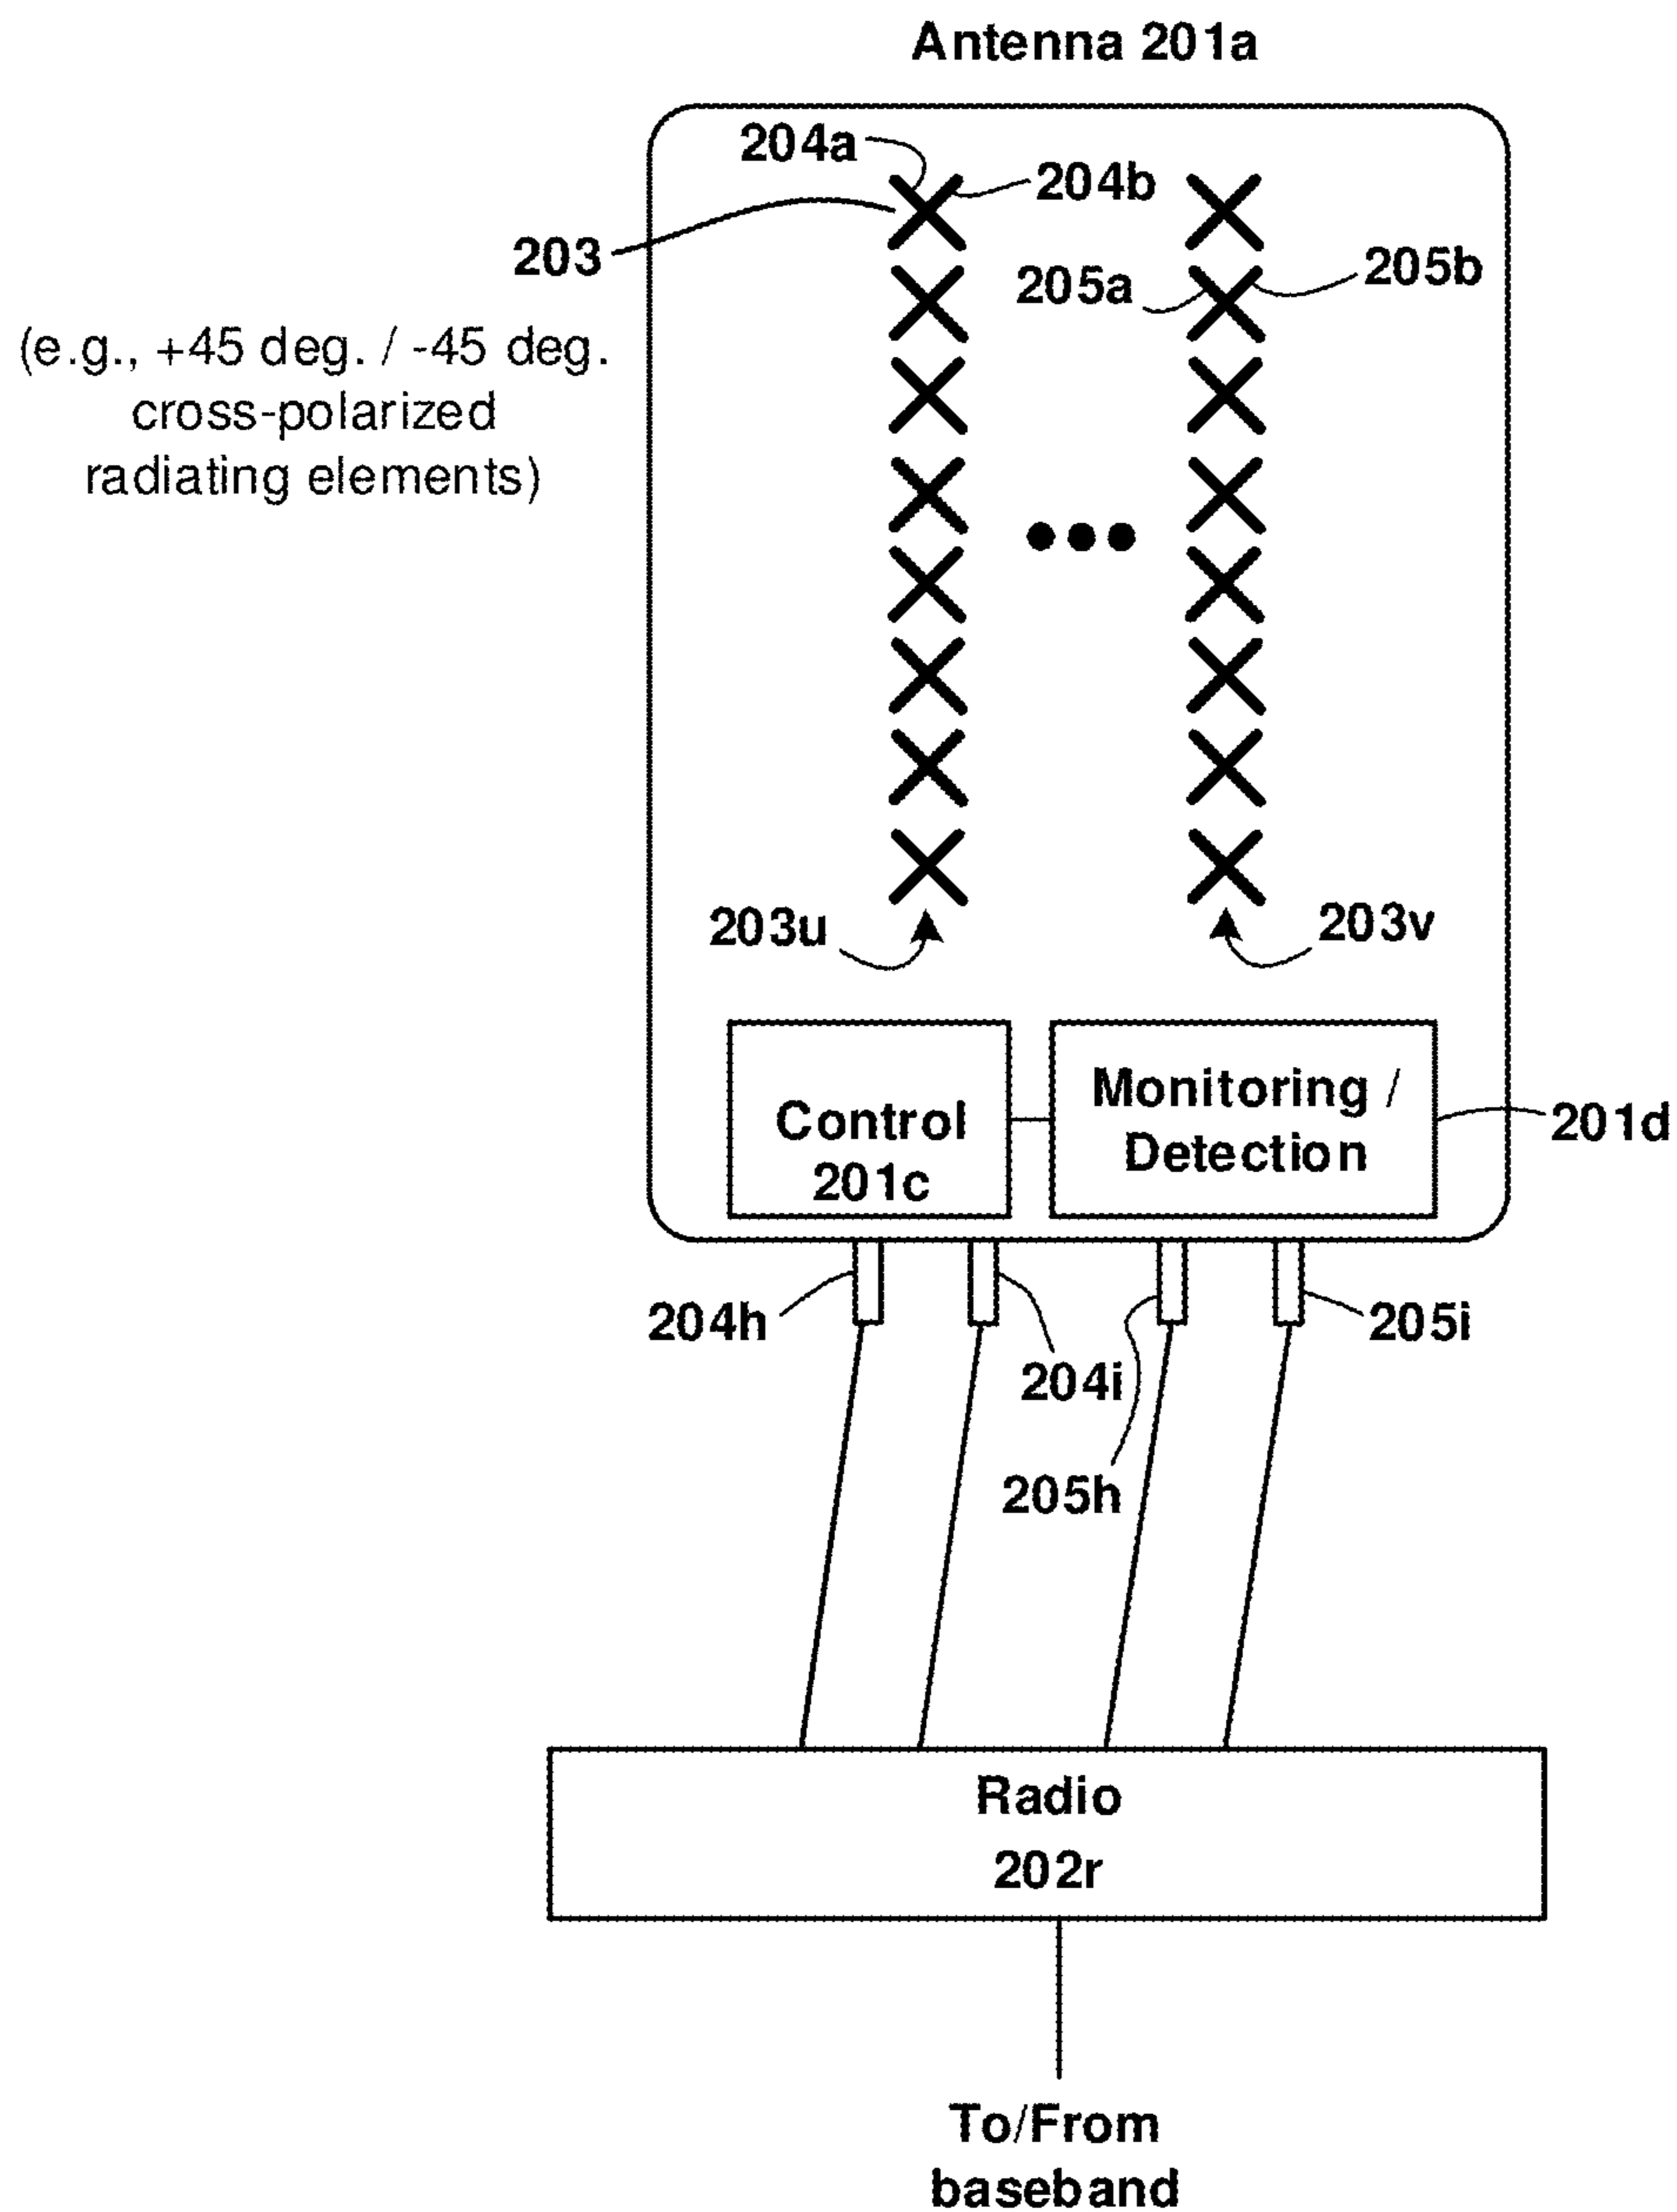 Antenna 201a
204a
204b
203
205a
205b
(e.g., +45 deg. / -45 deg.
cross-polarized
radiating elements)
203u
203v
Control
201c
Monitoring /
Detection
201d
204h
204i
205h
205i
Radio
202r
To/From
baseband